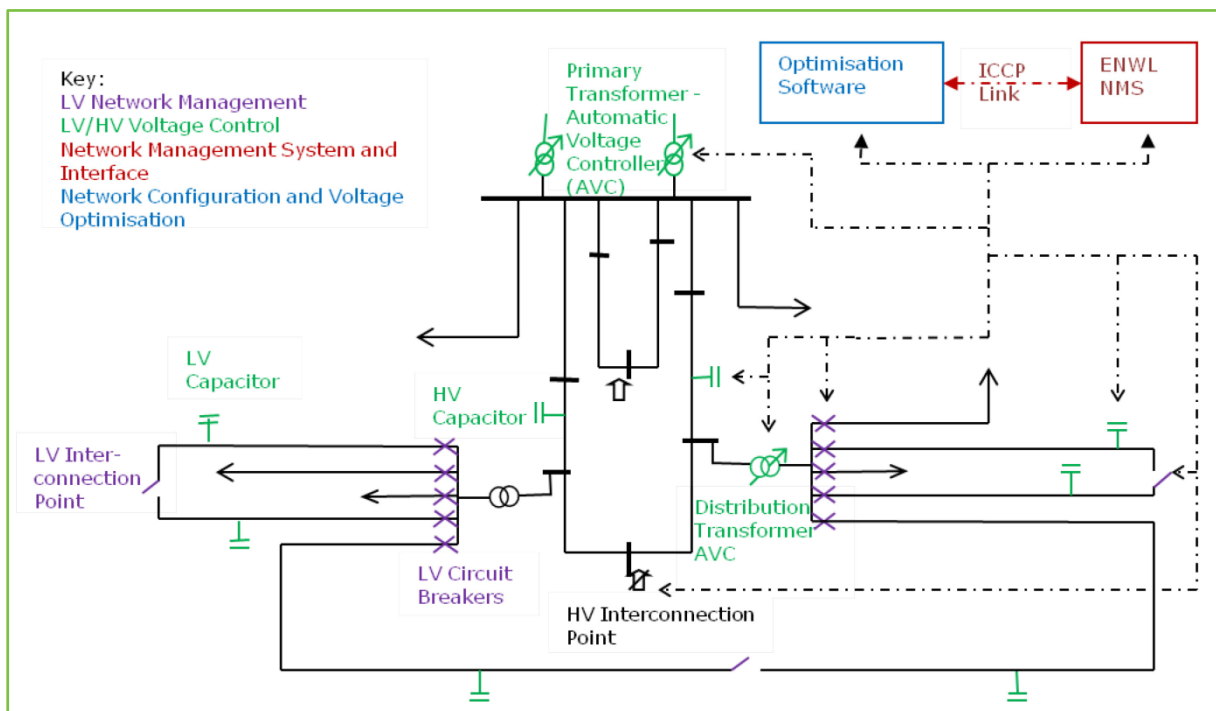 Key:
LV Network Management
LV/HV Voltage Control
Network Management System and
Interface
Network Configuration and Voltage
Optimisation
Primary
Transformer -
Automatic
Voltage
Controller
(AVC)
Optimisation
Software
ICCP
Link
ENWL
NMS
LV
Capacitor
HV
Capacitor
LV Inter-
connection
Point
LV Circuit
Breakers
Distribution
Transformer
AVC
HV Interconnection
Point